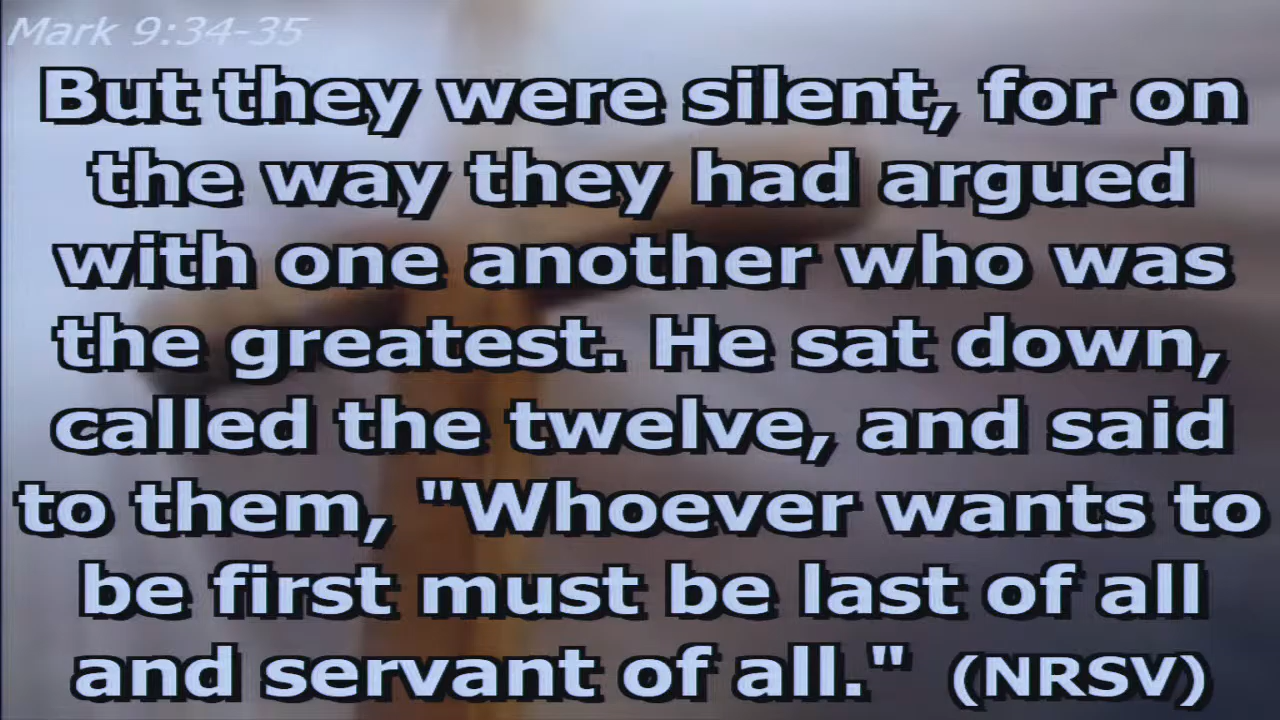 Mark 9:34-35
But they were silent, for on
the way they had argued
with one another who was
the greatest. He sat down,
called the twelve, and said
to them, "Whoever wants to
be first must be last of all
and servant of all." (NRSV)